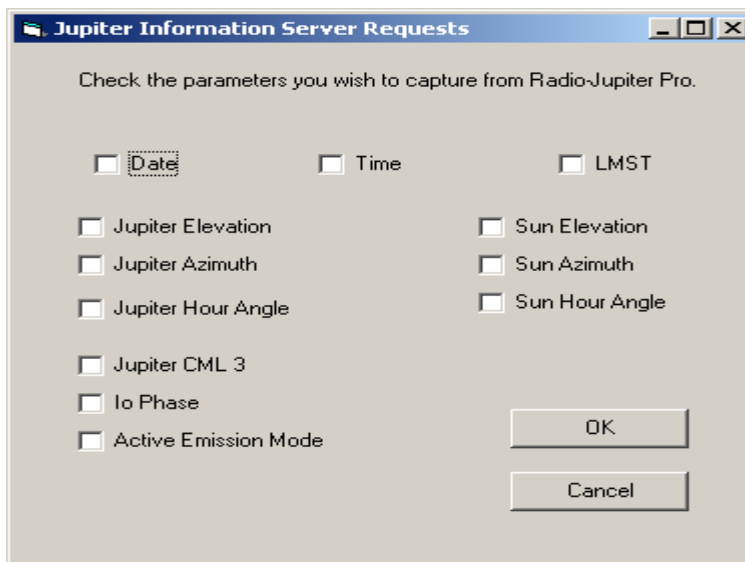 Jupiter Information Server Requests
Check the parameters you wish to capture from Radio-Jupiter Pro.
Date Time LMST
Jupiter Elevation Sun Elevation
Jupiter Azimuth Sun Azimuth
Jupiter Hour Angle Sun Hour Angle
Jupiter CML 3
Io Phase
Active Emission Mode OK
Cancel